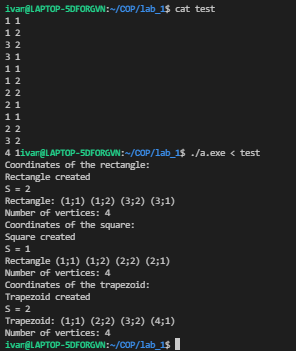 ivar@LAPTOP-5DFORGVN:~/COP/lab_1$ cat test
1 1
1 2
3 2
3 1
1 1
1 2
2 2
2 1
1 1
2 2
3 2
4 1ivar@LAPTOP-5DFORGVN:~/COP/lab_1$ ./a.exe < test
Coordinates of the rectangle:
Rectangle created
S = 2
Rectangle: (1;1) (1;2) (3;2) (3;1)
Number of vertices: 4
Coordinates of the square:
Square created
S = 1
Rectangle (1;1) (1;2) (2;2) (2;1)
Number of vertices: 4
Coordinates of the trapezoid:
Trapezoid created
S = 2
Trapezoid: (1;1) (2;2) (3;2) (4;1)
Number of vertices: 4
ivar@LAPTOP-5DFORGVN:~/COP/lab_1$